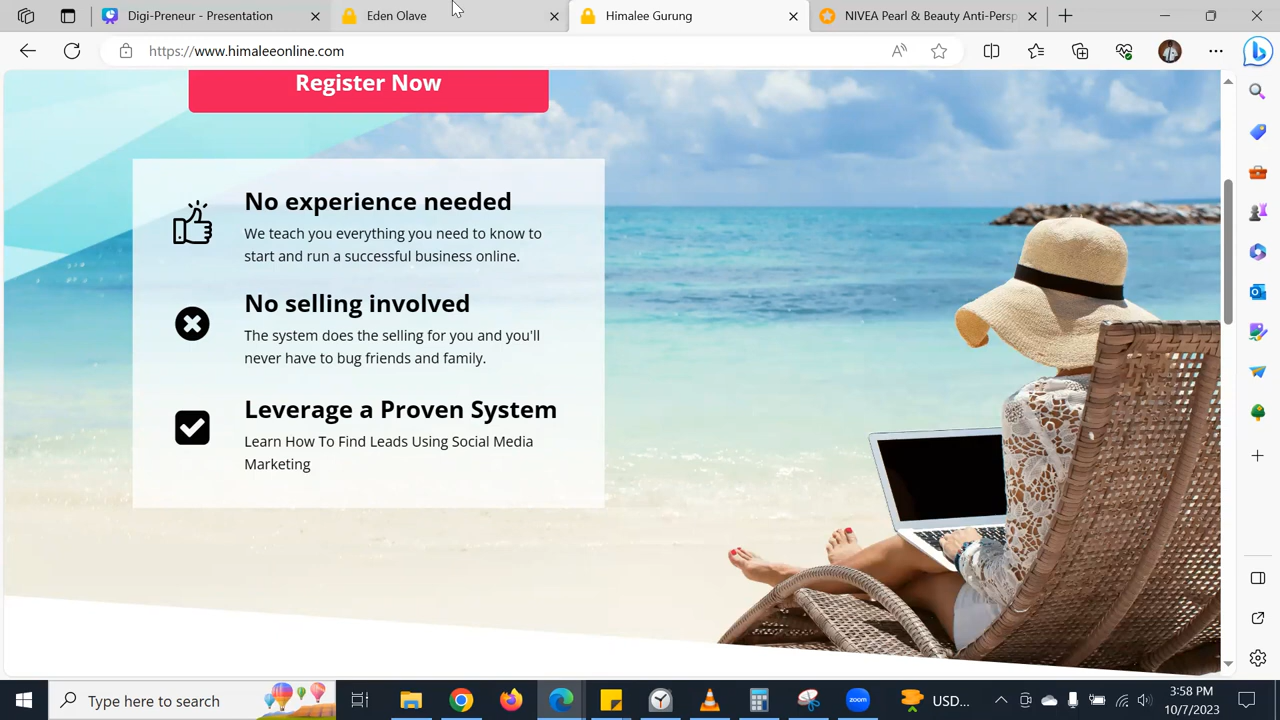 Digi-Preneur - Presentation
Eden Olave
Himalee Gurung
NIVEA Pearl & Beauty Anti-Persp
https://www.himaleeonline.com
Register Now
No experience needed
We teach you everything you need to know to
start and run a successful business online.
No selling involved
The system does the selling for you and you'll
never have to bug friends and family.
Leverage a Proven System
Learn How To Find Leads Using Social Media
Marketing
Type here to search
zoom
USD...
3:58 PM
10/7/2023